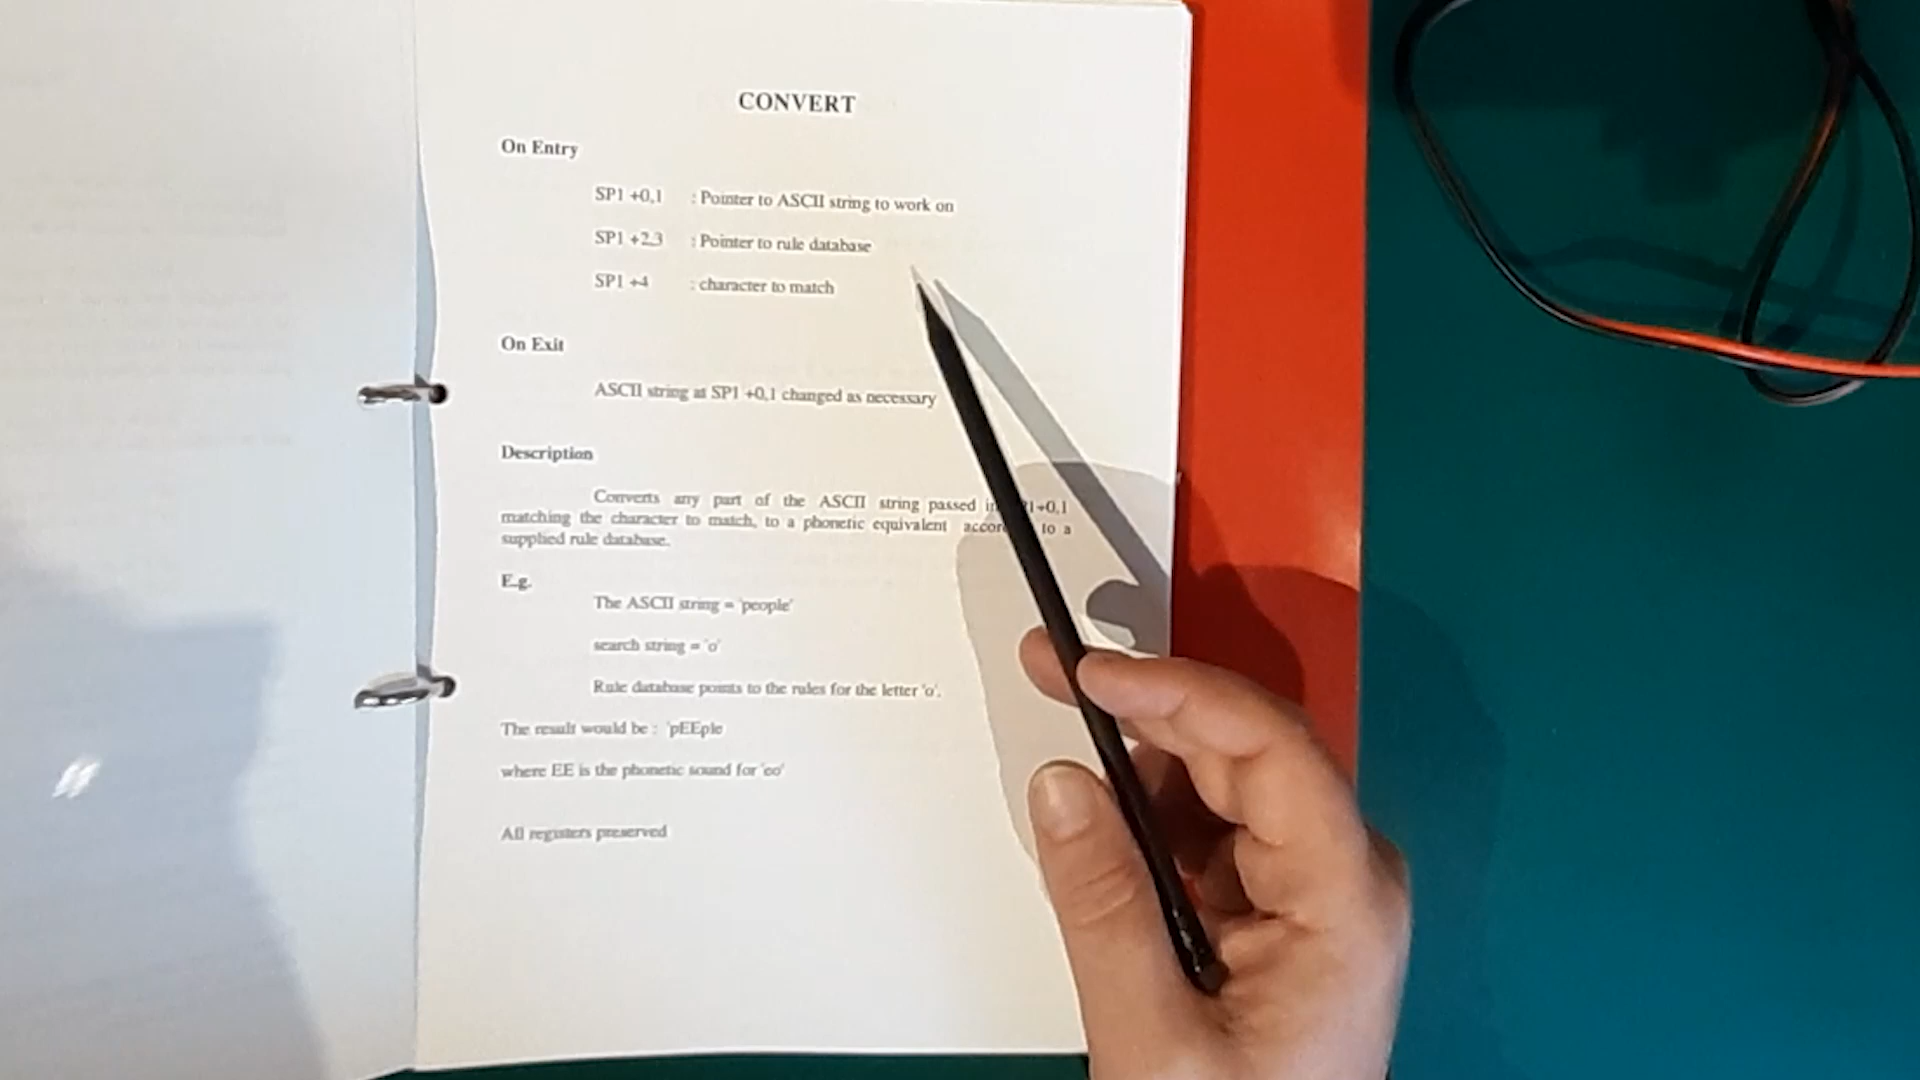 CONVERT
On Entry
SP1 +0,1 : Pointer to ASCII string to work on
SP1 +2,3 : Pointer to rule database
SP1 +4 : character to match
On Exit
ASCII string at SP1 +0,1 changed as necessary
Description
Converts any part of the ASCII string passed in +0,1
matching the character to match, to a phonetic equivalent to a
supplied rule database.
E.g.
The ASCII string = 'people'
search string = 'o'
Rule database points to the rules for the letter 'o'.
The result would be : 'pEEple
where EE is the phonetic sound for 'eo'
All registers preserved